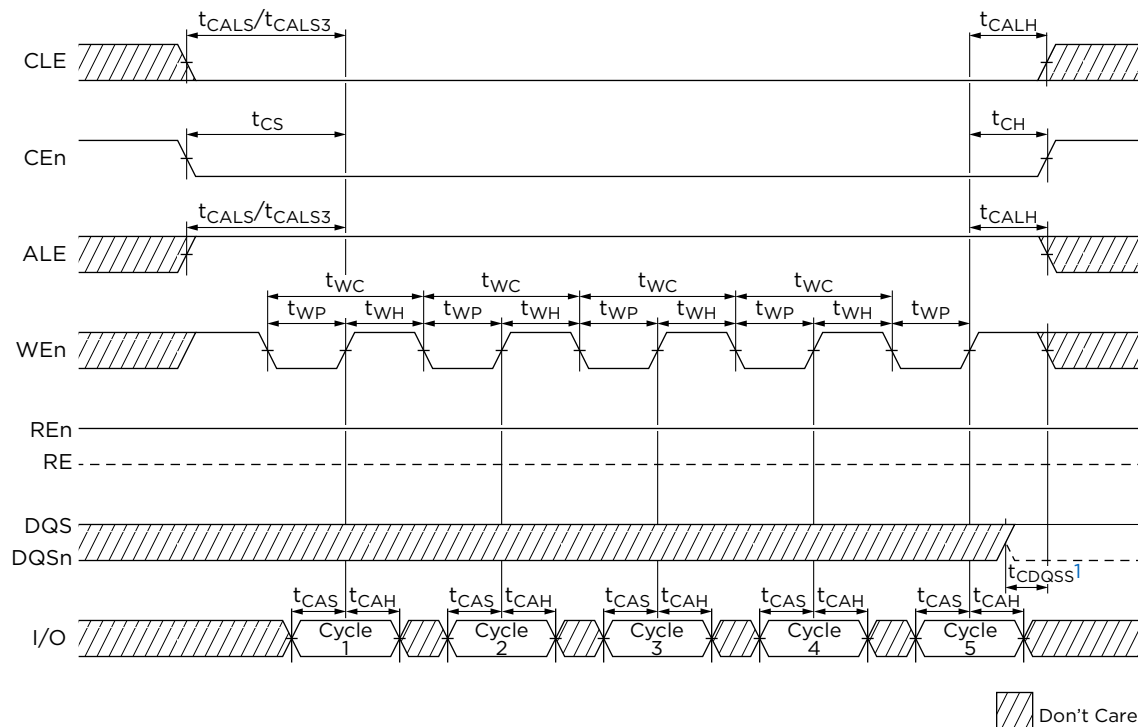 tCALS/tCALS3 tCALH
CLE
tCS tCH
CEn
tCALS/tCALS3 tCALH
ALE
tWC tWC tWC tWC
tWP tWH tWP tWH tWP tWH tWP tWH tWP
WEn
REn
RE
DQS
DQSn
tCDQSS1
tCAS tCAH tCAS tCAH tCAS tCAH tCAS tCAH tCAS tCAH
I/O
Cycle 1
Cycle 2
Cycle 3
Cycle 4
Cycle 5
Don't Care